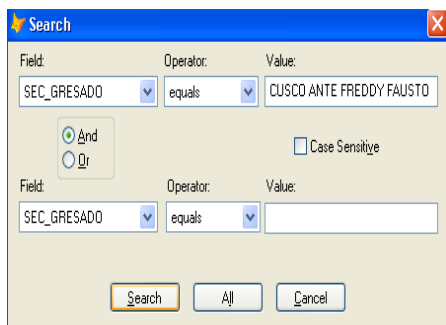 Search
Field: Operator: Value:
SEC_GRESADO equals CUSCO ANTE FREDDY FAUSTO
And
Or
Case Sensitive
Field: Operator: Value:
SEC_GRESADO equals
Search All Cancel